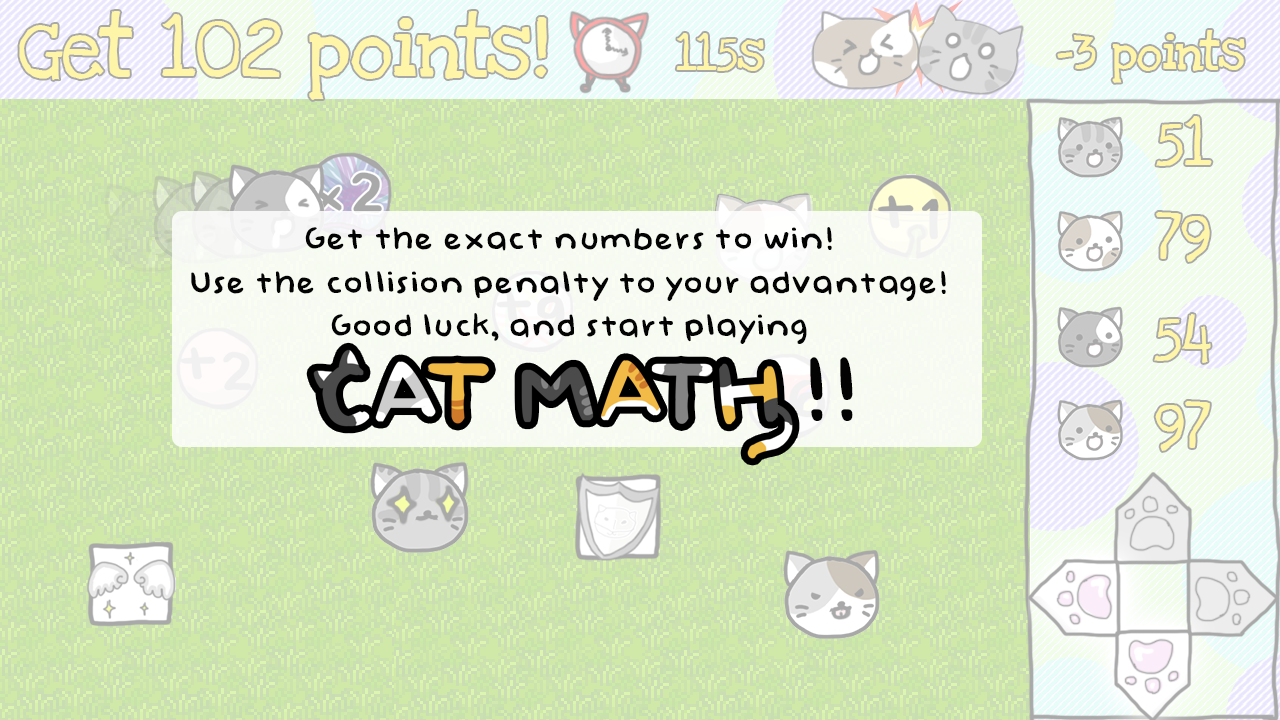 Get 102 points!
115s
-3 points
51
79
54
97
×2
+1
+9
+2
Get the exact numbers to win!
Use the collision penalty to your advantage!
Good luck, and start playing
CAT MATH!!